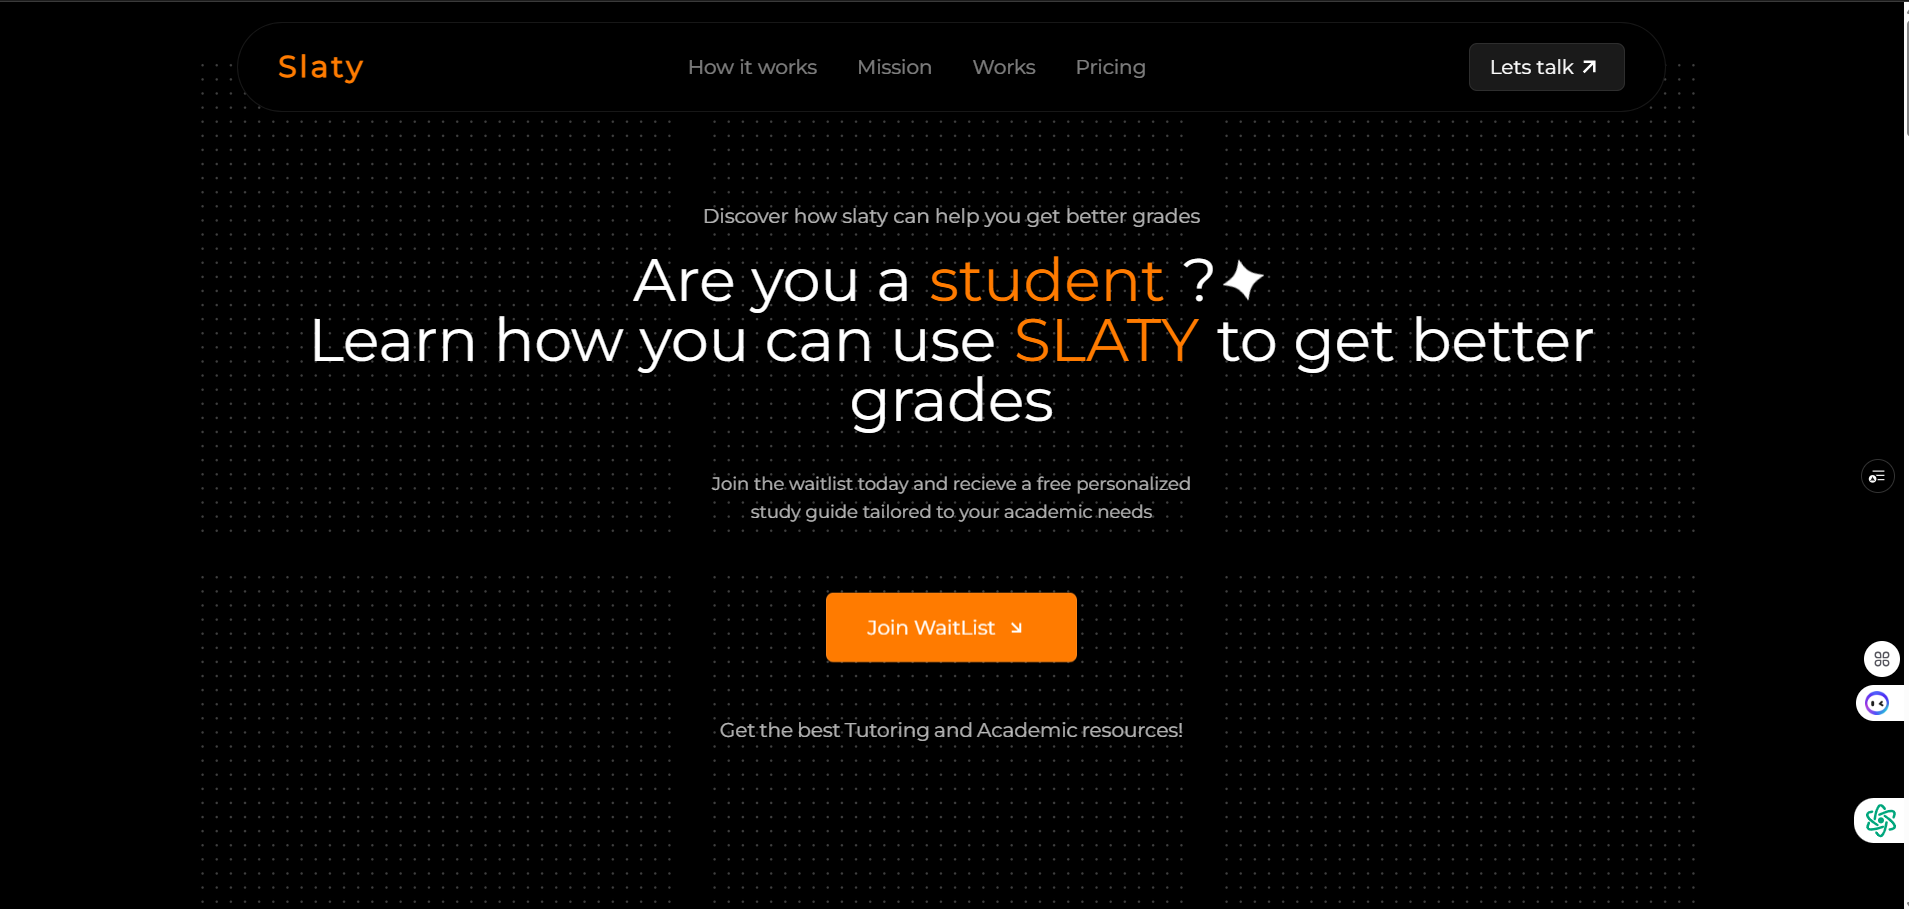 Slaty
How it works
Mission
Works
Pricing
Lets talk
Discover how slaty can help you get better grades
Are you a student ?
Learn how you can use SLATY to get better
grades
Join the waitlist today and recieve a free personalized
study guide tailored to your academic needs
Join WaitList
Get the best Tutoring and Academic resources!